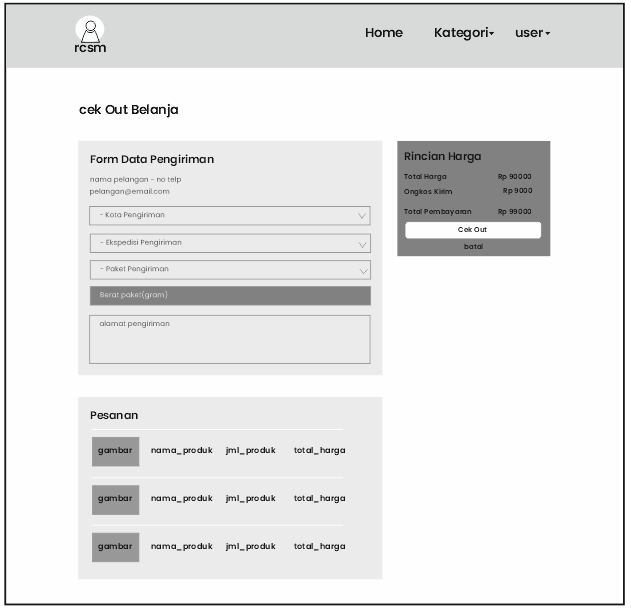 rcsm
Home Kategori user
cek Out Belanja
Form Data Pengiriman
nama pelangan - no telp
pelangan@email.com
- Kota Pengiriman
- Ekspedisi Pengiriman
- Paket Pengiriman
Berat paket(gram)
alamat pengiriman
Rincian Harga
Total Harga Rp 90000
Ongkos Kirim Rp 9000
Total Pembayaran Rp 99000
Cek Out
batal
Pesanan
gambar nama_produk jml_produk total_harga
gambar nama_produk jml_produk total_harga
gambar nama_produk jml_produk total_harga